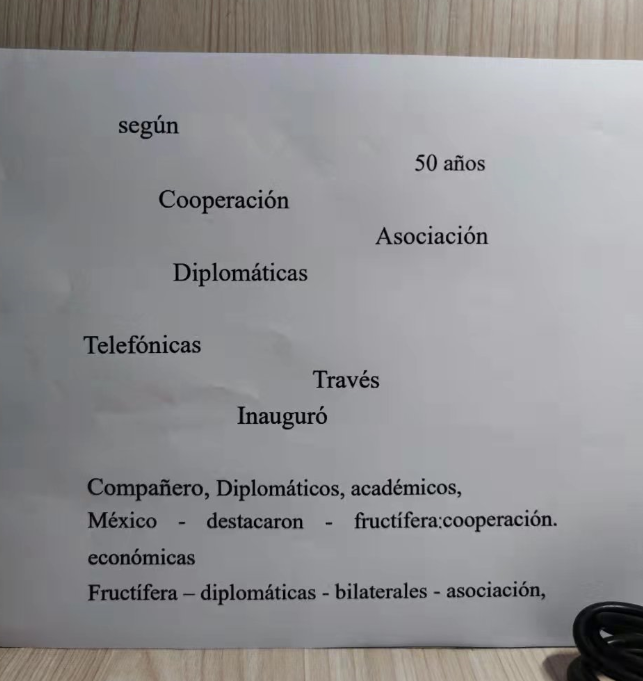 según
50 años
Cooperación
Asociación
Diplomáticas
Telefónicas
Través
Inauguró
Compañero, Diplomáticos, académicos,
México - destacaron - fructífera;cooperación.
económicas
Fructífera – diplomáticas - bilaterales - asociación,